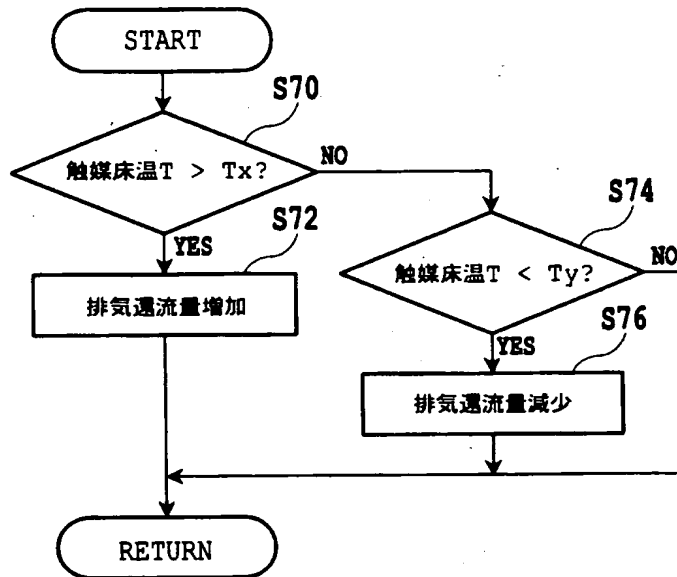 START
S70
触媒床温T > Tx?
NO
YES
S72
排気還流量増加
S74
触媒床温T < Ty?
NO
YES
S76
排気還流量減少
RETURN